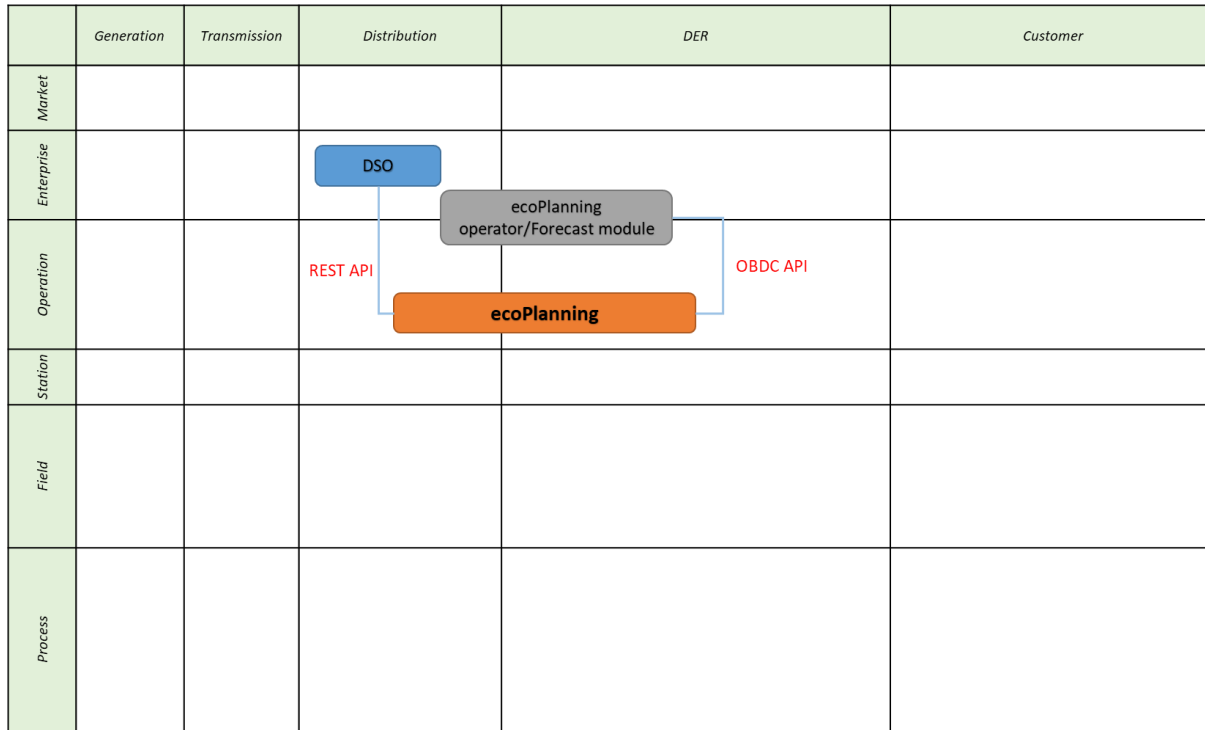 Generation Transmission Distribution DER Customer
Market
Enterprise
DSO
ecoPlanning
operator/Forecast module
Operation
REST API
OBDC API
ecoPlanning
Station
Field
Process